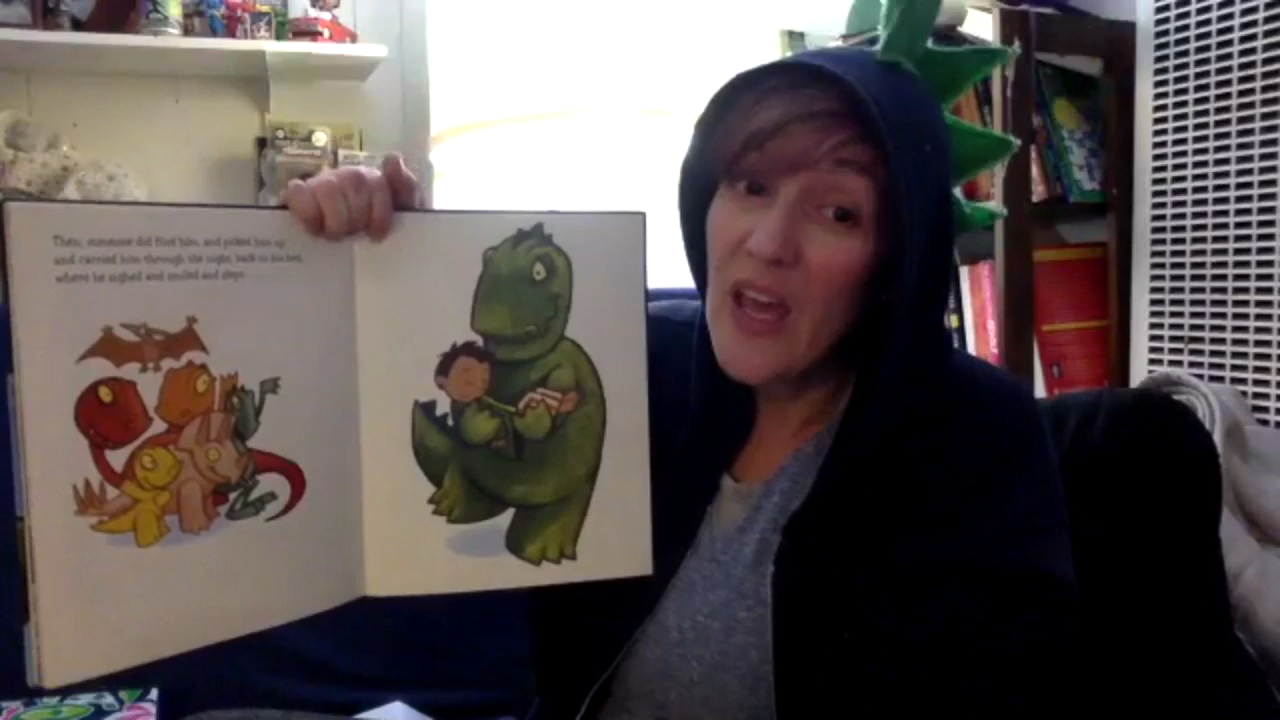 Then, someone did find him, and picked him up
and carried him through the night, back to his bed,
where he sighed and smiled and slept.